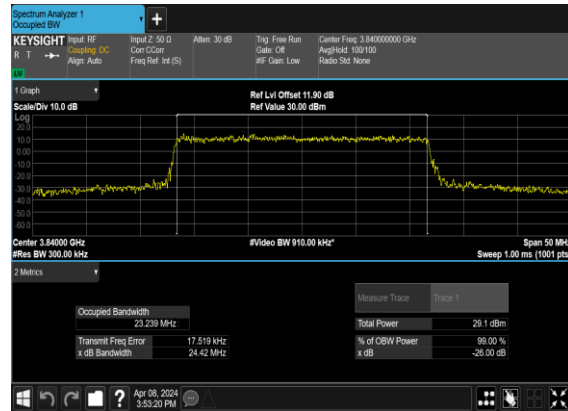 Spectrum Analyzer 1
Occupied BW
+
KEYSIGHT
R T
Input: RF
Coupling: DC
Align: Auto
Input Z: 50 Ω
Corr CCorr
Freq Ref: Int (S)
Atten: 30 dB
Trig: Free Run
Gate: Off
#IF Gain: Low
Center Freq: 3.840000000 GHz
Avg|Hold: 100/100
Radio Std: None
1 Graph
Scale/Div 10.0 dB
Ref Lvl Offset 11.90 dB
Ref Value 30.00 dBm
Log
20.0
10.0
0.00
-10.0
-20.0
-30.0
-40.0
-50.0
-60.0
Center 3.84000 GHz
#Res BW 300.00 kHz
#Video BW 910.00 kHz*
Span 50 MHz
Sweep 1.00 ms (1001 pts)
2 Metrics
Measure Trace Trace 1
Occupied Bandwidth
23.239 MHz
Total Power 29.1 dBm
Transmit Freq Error 17.519 kHz
% of OBW Power 99.00 %
x dB Bandwidth 24.42 MHz
x dB -26.00 dB
?
Apr 08, 2024
3:53:20 PM